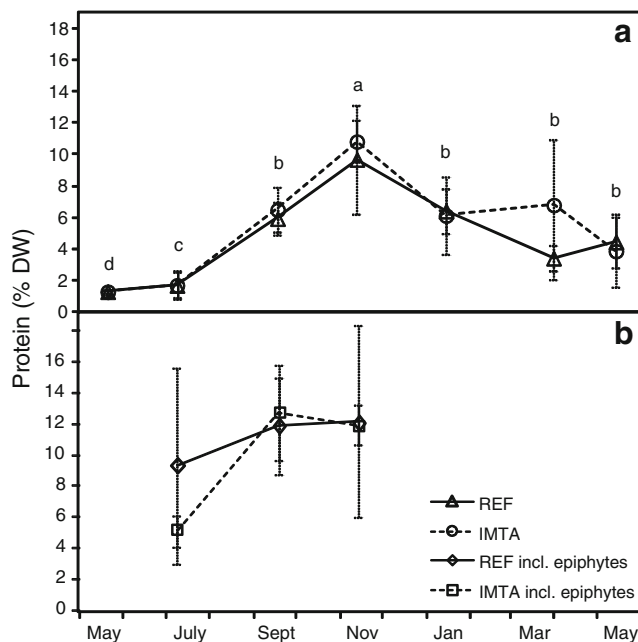 18
a
16
14
a
12
10
b
b
b
8
b
6
c
d
4
2
0
Protein (% DW)
b
16
14
12
10
8
6
4
2
0
REF
IMTA
REF incl. epiphytes
IMTA incl. epiphytes
May July Sept Nov Jan Mar May